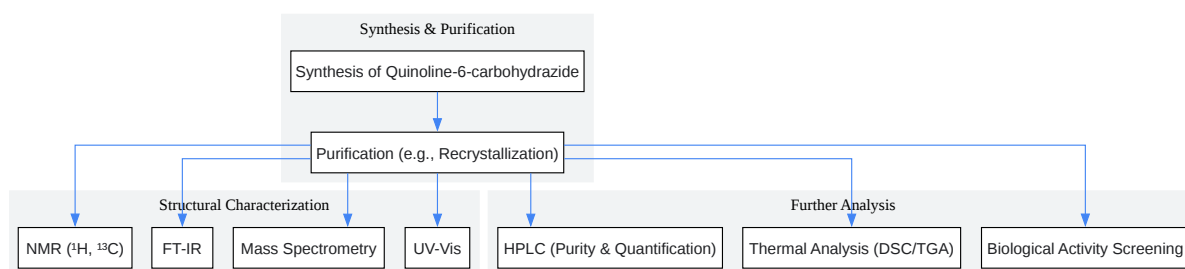 Synthesis & Purification
Synthesis of Quinoline-6-carbohydrazide
Purification (e.g., Recrystallization)
Structural Characterization
Further Analysis
NMR (¹H, ¹³C)
FT-IR
Mass Spectrometry
UV-Vis
HPLC (Purity & Quantification)
Thermal Analysis (DSC/TGA)
Biological Activity Screening